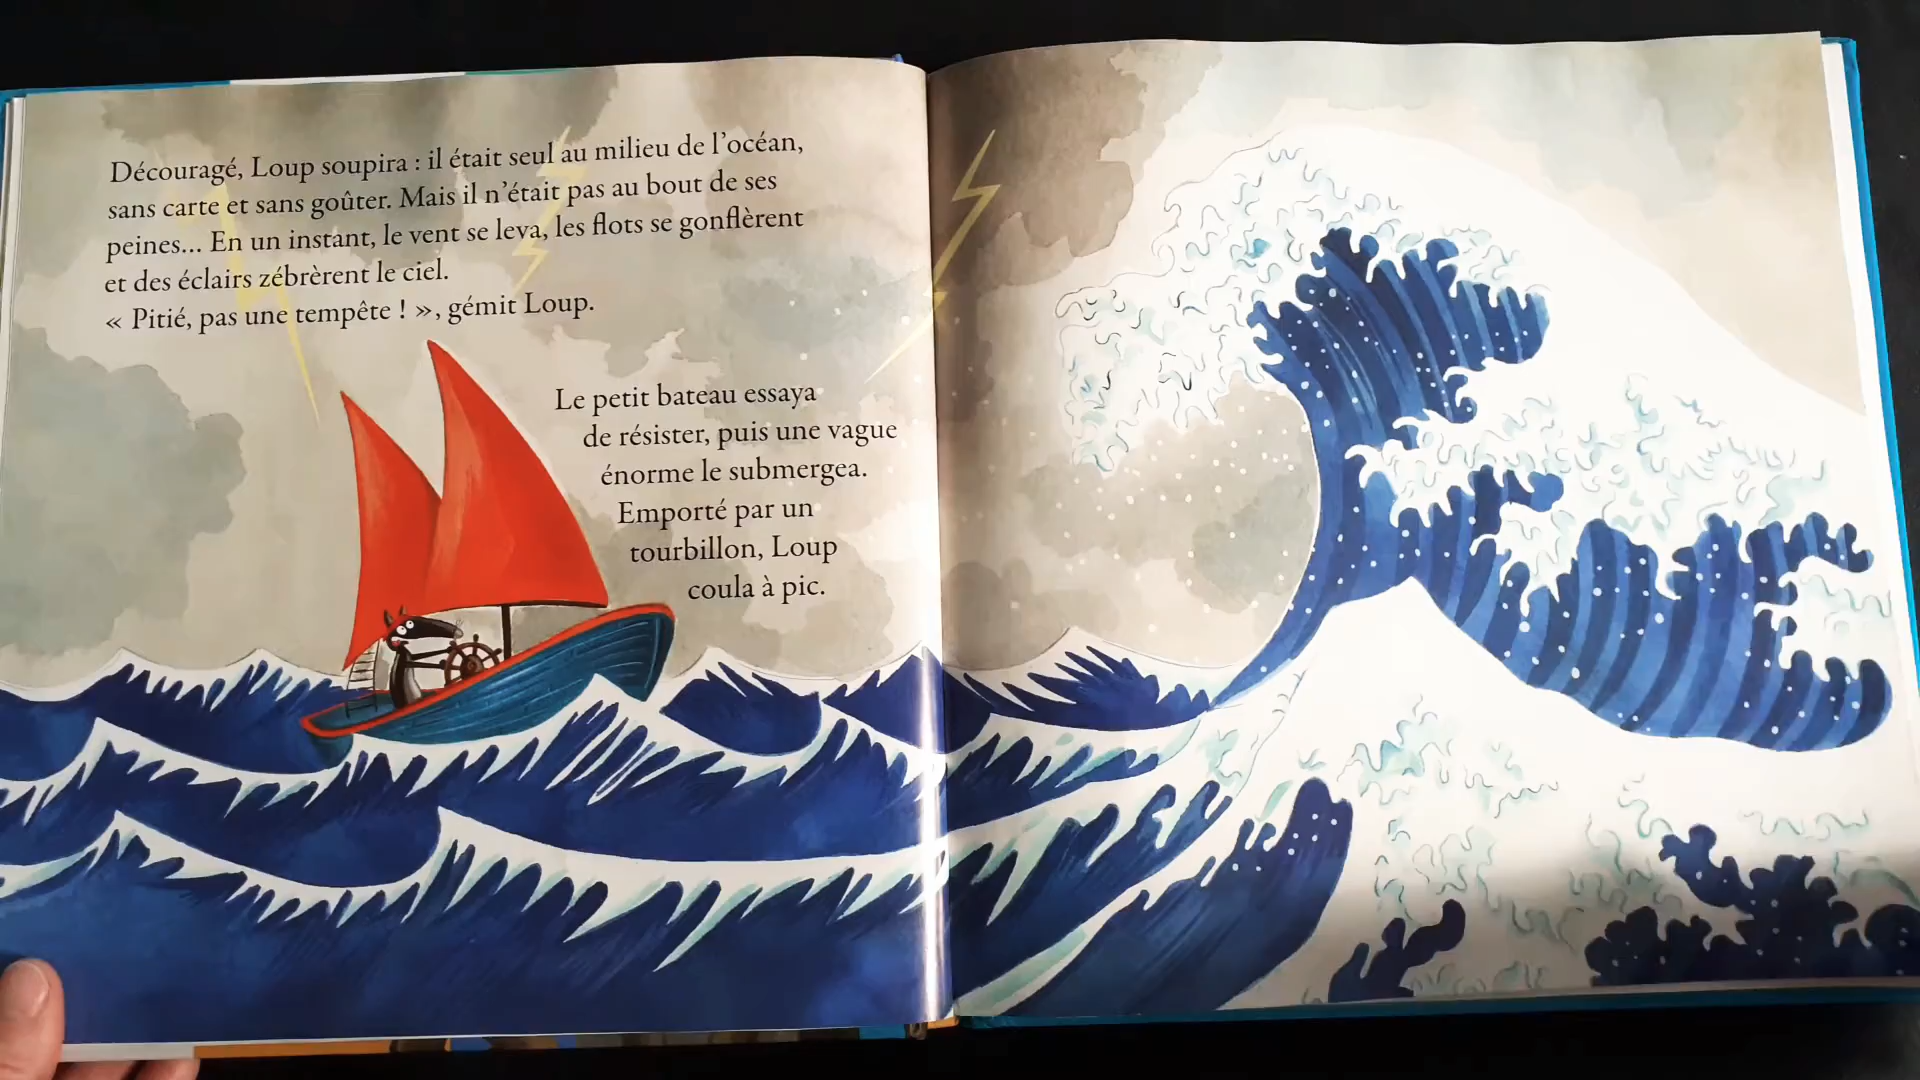 Découragé, Loup soupira : il était seul au milieu de l'océan,
sans carte et sans goûter. Mais il n'était pas au bout de ses
peines... En un instant, le vent se leva, les flots se gonflèrent
et des éclairs zébrèrent le ciel.
« Pitié, pas une tempête ! », gémit Loup.
Le petit bateau essaya
de résister, puis une vague
énorme le submergea.
Emporté par un
tourbillon, Loup
coula à pic.